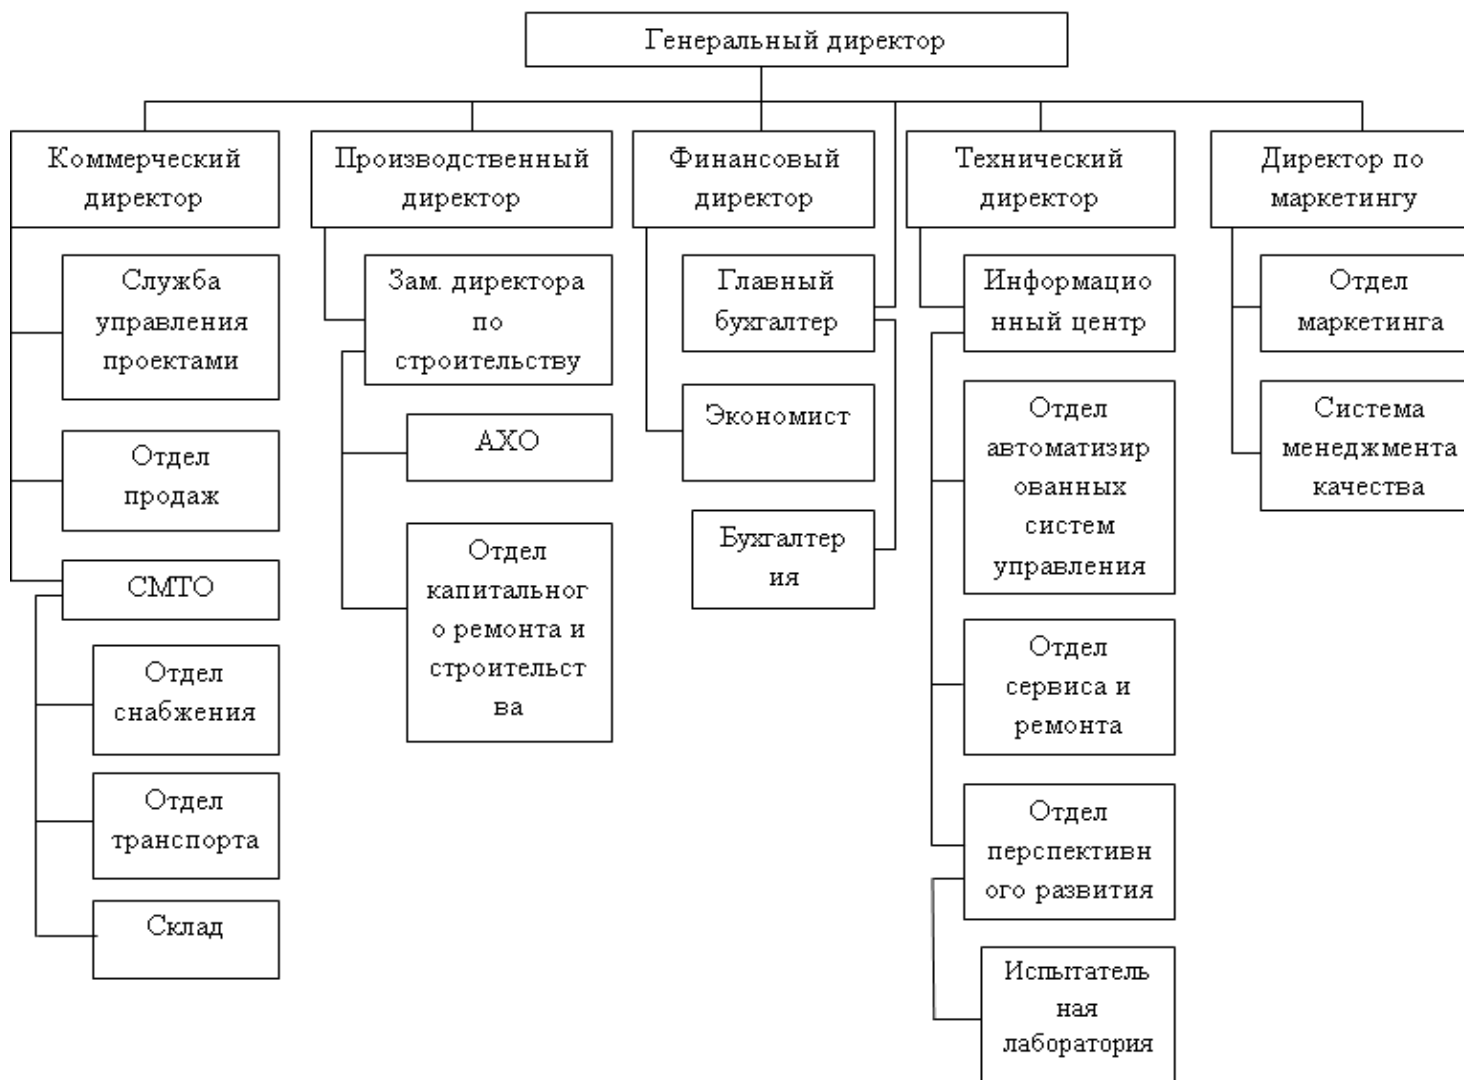 Генеральный директор
Коммерческий
директор
Производственный
директор
Финансовый
директор
Технический
директор
Директор по
маркетингу
Служба
управления
проектами
Отдел
продаж
СМТО
Отдел
снабжения
Отдел
транспорта
Склад
Зам. директора
по
строительству
АХО
Отдел
капитальног
о ремонта и
строительст
ва
Главный
бухгалтер
Экономист
Бухгалтер
ия
Информацио
нный центр
Отдел
автоматизир
ованных
систем
управления
Отдел
сервиса и
ремонта
Отдел
перспективн
ого развития
Испытатель
ная
лаборатория
Отдел
маркетинга
Система
менеджмента
качества